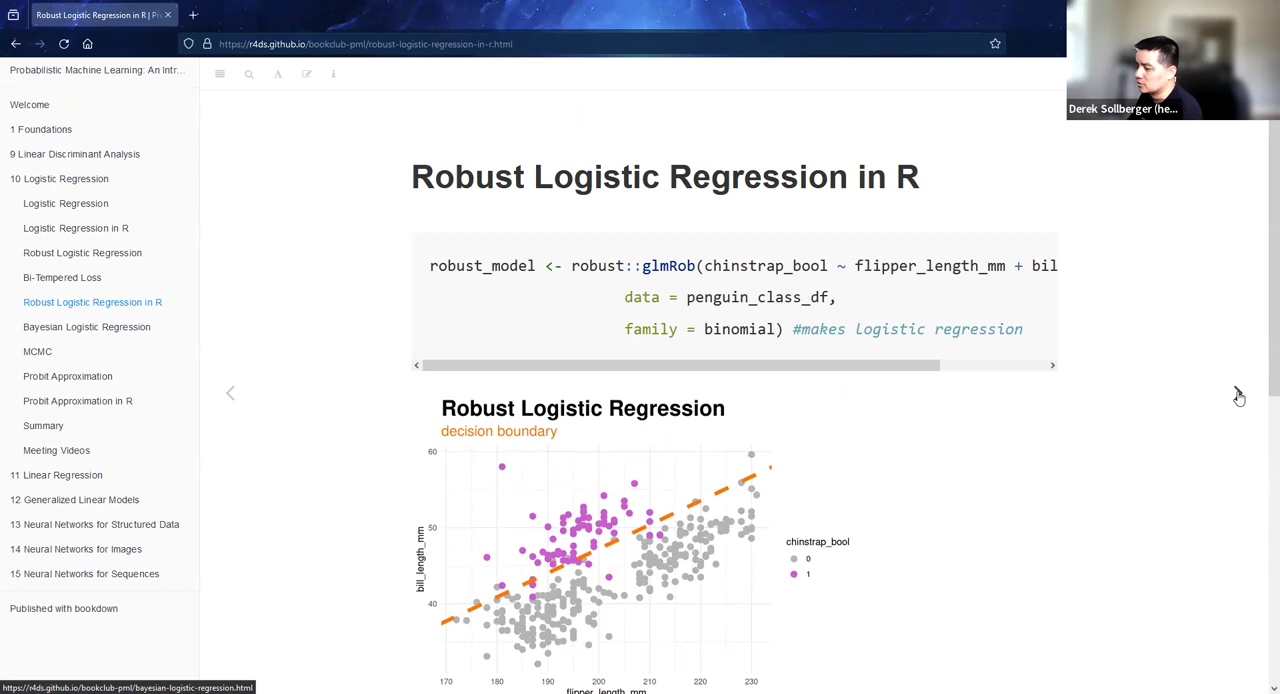 Robust Logistic Regression in R | Pr
https://r4ds.github.io/bookclub-pml/robust-logistic-regression-in-r.html
Derek Sollberger (he...
Probabilistic Machine Learning: An Intr...
Welcome
1 Foundations
9 Linear Discriminant Analysis
10 Logistic Regression
Logistic Regression
Logistic Regression in R
Robust Logistic Regression
Bi-Tempered Loss
Robust Logistic Regression in R
Bayesian Logistic Regression
MCMC
Probit Approximation
Probit Approximation in R
Summary
Meeting Videos
11 Linear Regression
12 Generalized Linear Models
13 Neural Networks for Structured Data
14 Neural Networks for Images
15 Neural Networks for Sequences
Published with bookdown
https://r4ds.github.io/bookclub-pml/bayesian-logistic-regression.html
A
i
Robust Logistic Regression in R
robust_model <- robust::glmRob(chinstrap_bool ~ flipper_length_mm + bil
data = penguin_class_df,
family = binomial) #makes logistic regression
Robust Logistic Regression
decision boundary
60
50
40
bill_length_mm
170 180 190 200 210 220 230
flipper_length_mm
chinstrap_bool
0
1